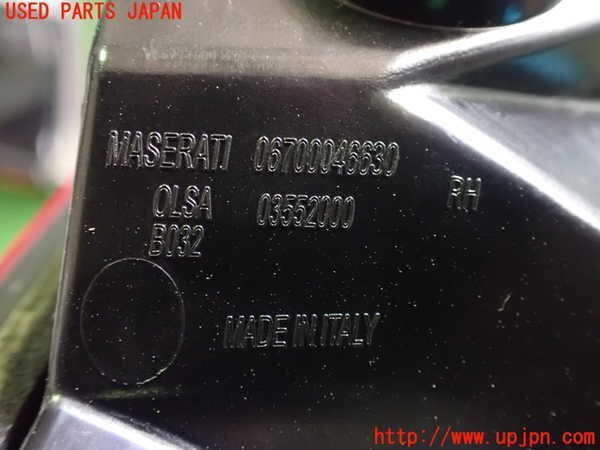 USED PARTS JAPAN
MASERATI 06700046630
RH
OLSA 03552000
B032
MADE IN ITALY
http://www.upjpn.com/